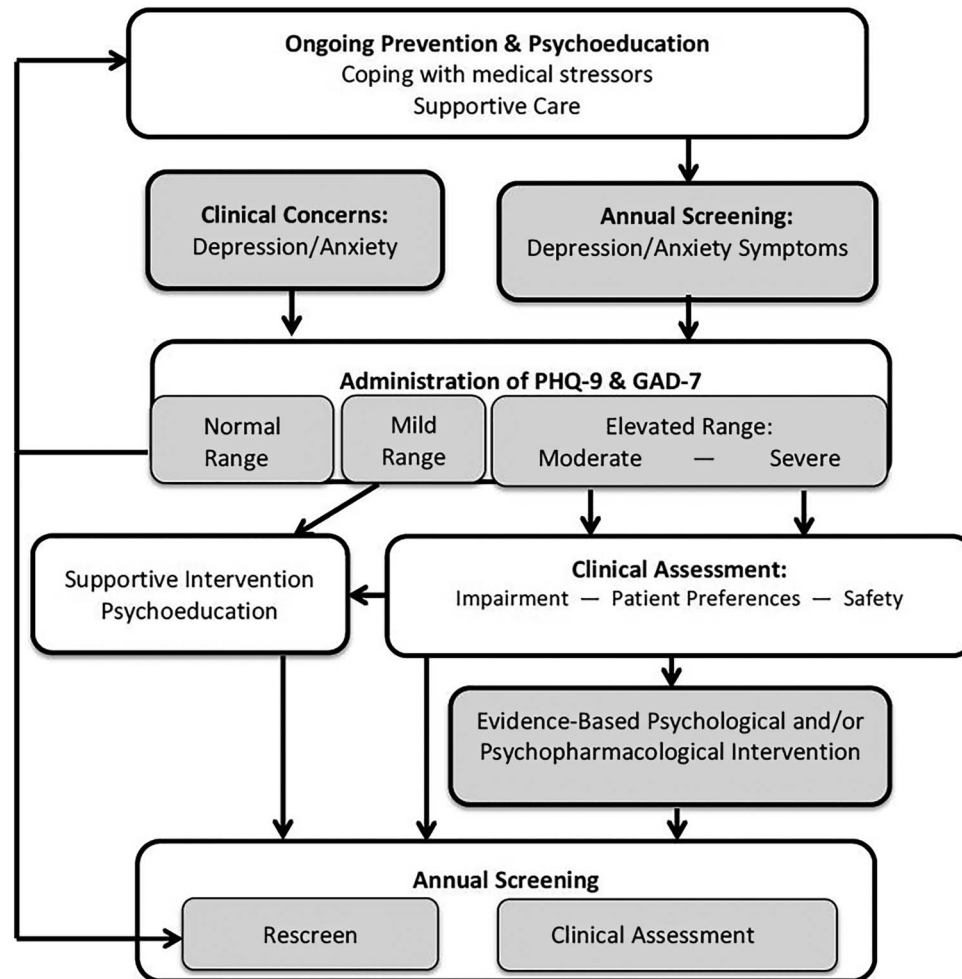 Ongoing Prevention & Psychoeducation
Coping with medical stressors
Supportive Care
Clinical Concerns:
Depression/Anxiety
Annual Screening:
Depression/Anxiety Symptoms
Administration of PHQ-9 & GAD-7
Normal
Range
Mild
Range
Elevated Range:
Moderate — Severe
Supportive Intervention
Psychoeducation
Clinical Assessment:
Impairment — Patient Preferences — Safety
Evidence-Based Psychological and/or
Psychopharmacological Intervention
Annual Screening
Rescreen
Clinical Assessment